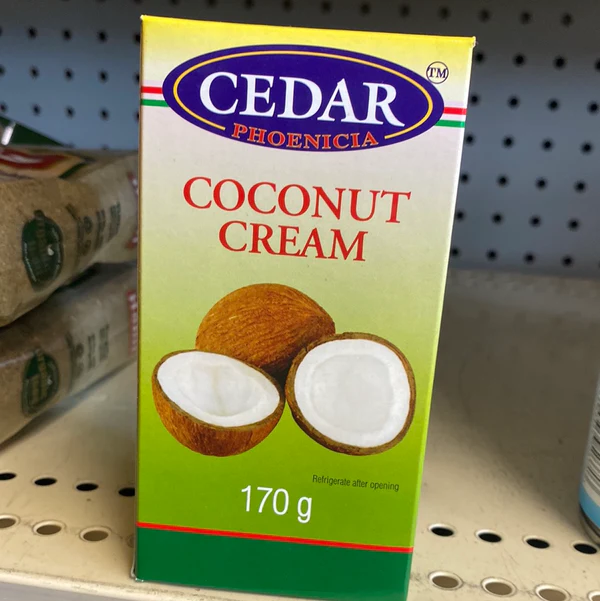 CEDAR
TM
PHOENICIA
COCONUT
CREAM
Refrigerate after opening
170 g